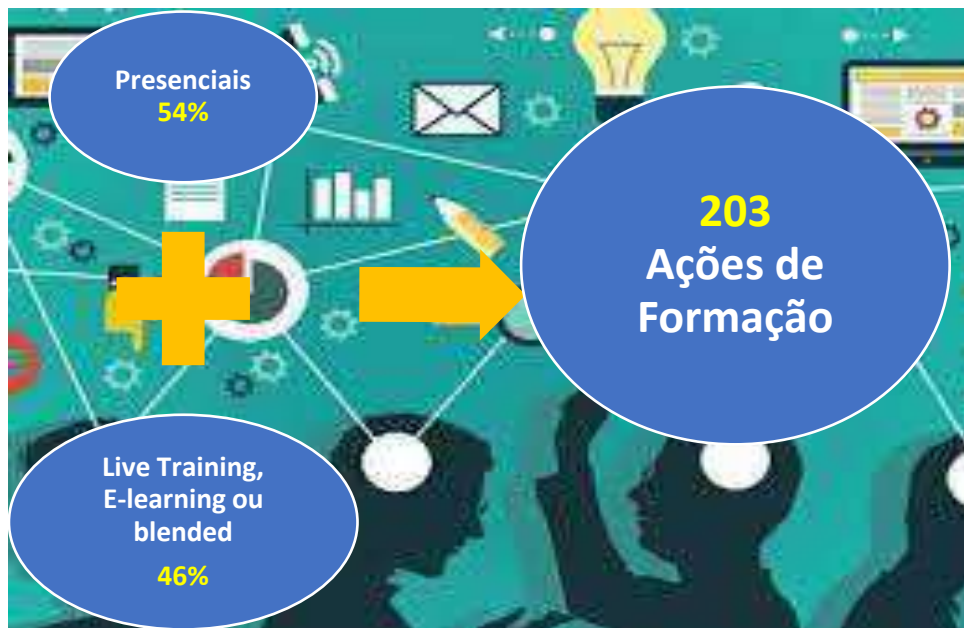 Presenciais
54%
203
Ações de
Formação
Live Training,
E-learning ou
blended
46%